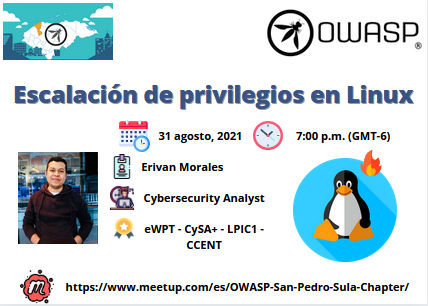 OWASP®
Escalación de privilegios en Linux
31 agosto, 2021
7:00 p.m. (GMT-6)
Erivan Morales
Cybersecurity Analyst
eWPT - CySA+ - LPIC1 -
CCENT
https://www.meetup.com/es/OWASP-San-Pedro-Sula-Chapter/